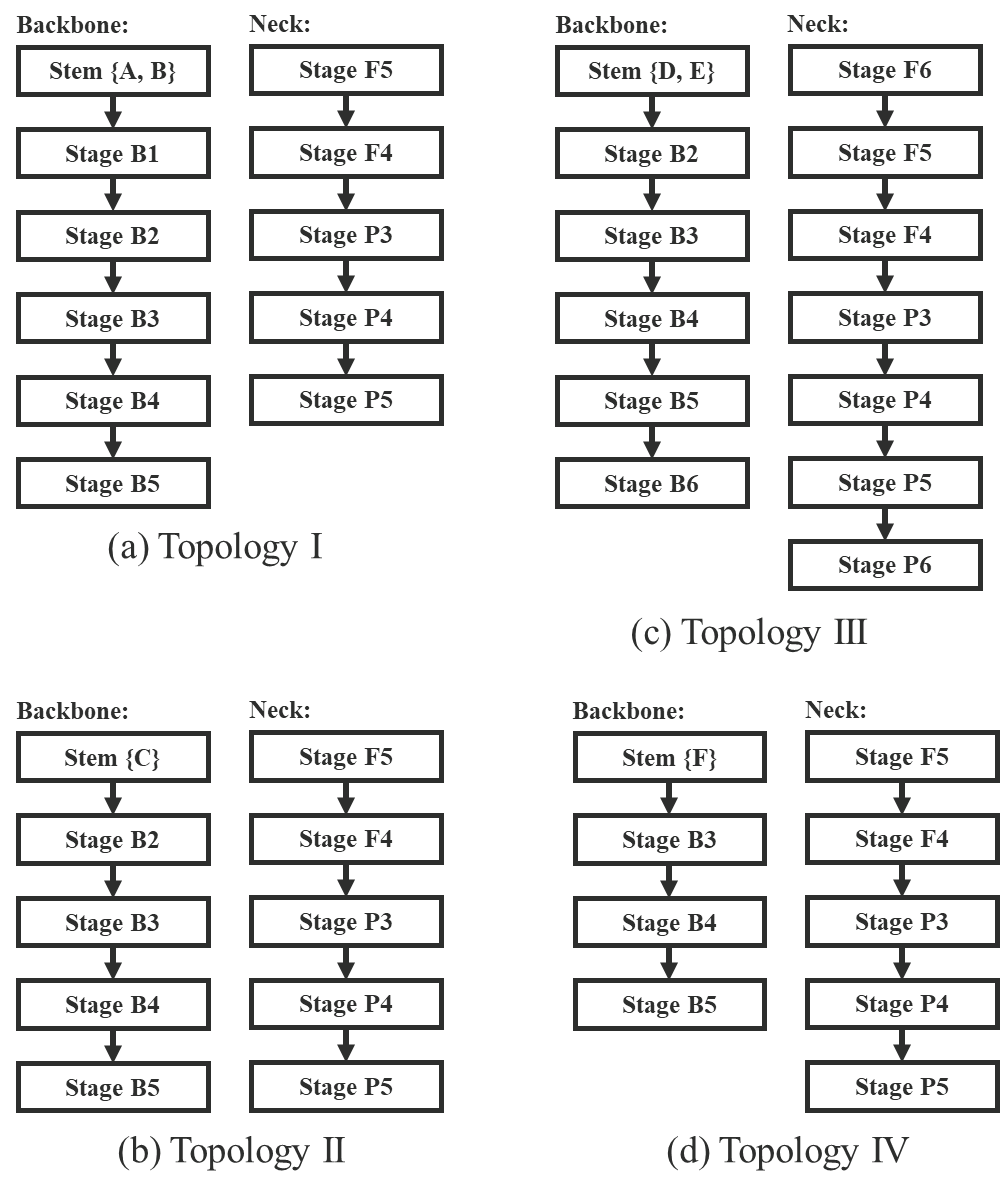 Backbone:
Stem {A, B}
Stage B1
Stage B2
Stage B3
Stage B4
Stage B5
Neck:
Stage F5
Stage F4
Stage P3
Stage P4
Stage P5
(a) Topology I
Backbone:
Stem {D, E}
Stage B2
Stage B3
Stage B4
Stage B5
Stage B6
Neck:
Stage F6
Stage F5
Stage F4
Stage P3
Stage P4
Stage P5
Stage P6
(c) Topology III
Backbone:
Stem {C}
Stage B2
Stage B3
Stage B4
Stage B5
Neck:
Stage F5
Stage F4
Stage P3
Stage P4
Stage P5
(b) Topology II
Backbone:
Stem {F}
Stage B3
Stage B4
Stage B5
Neck:
Stage F5
Stage F4
Stage P3
Stage P4
Stage P5
(d) Topology IV